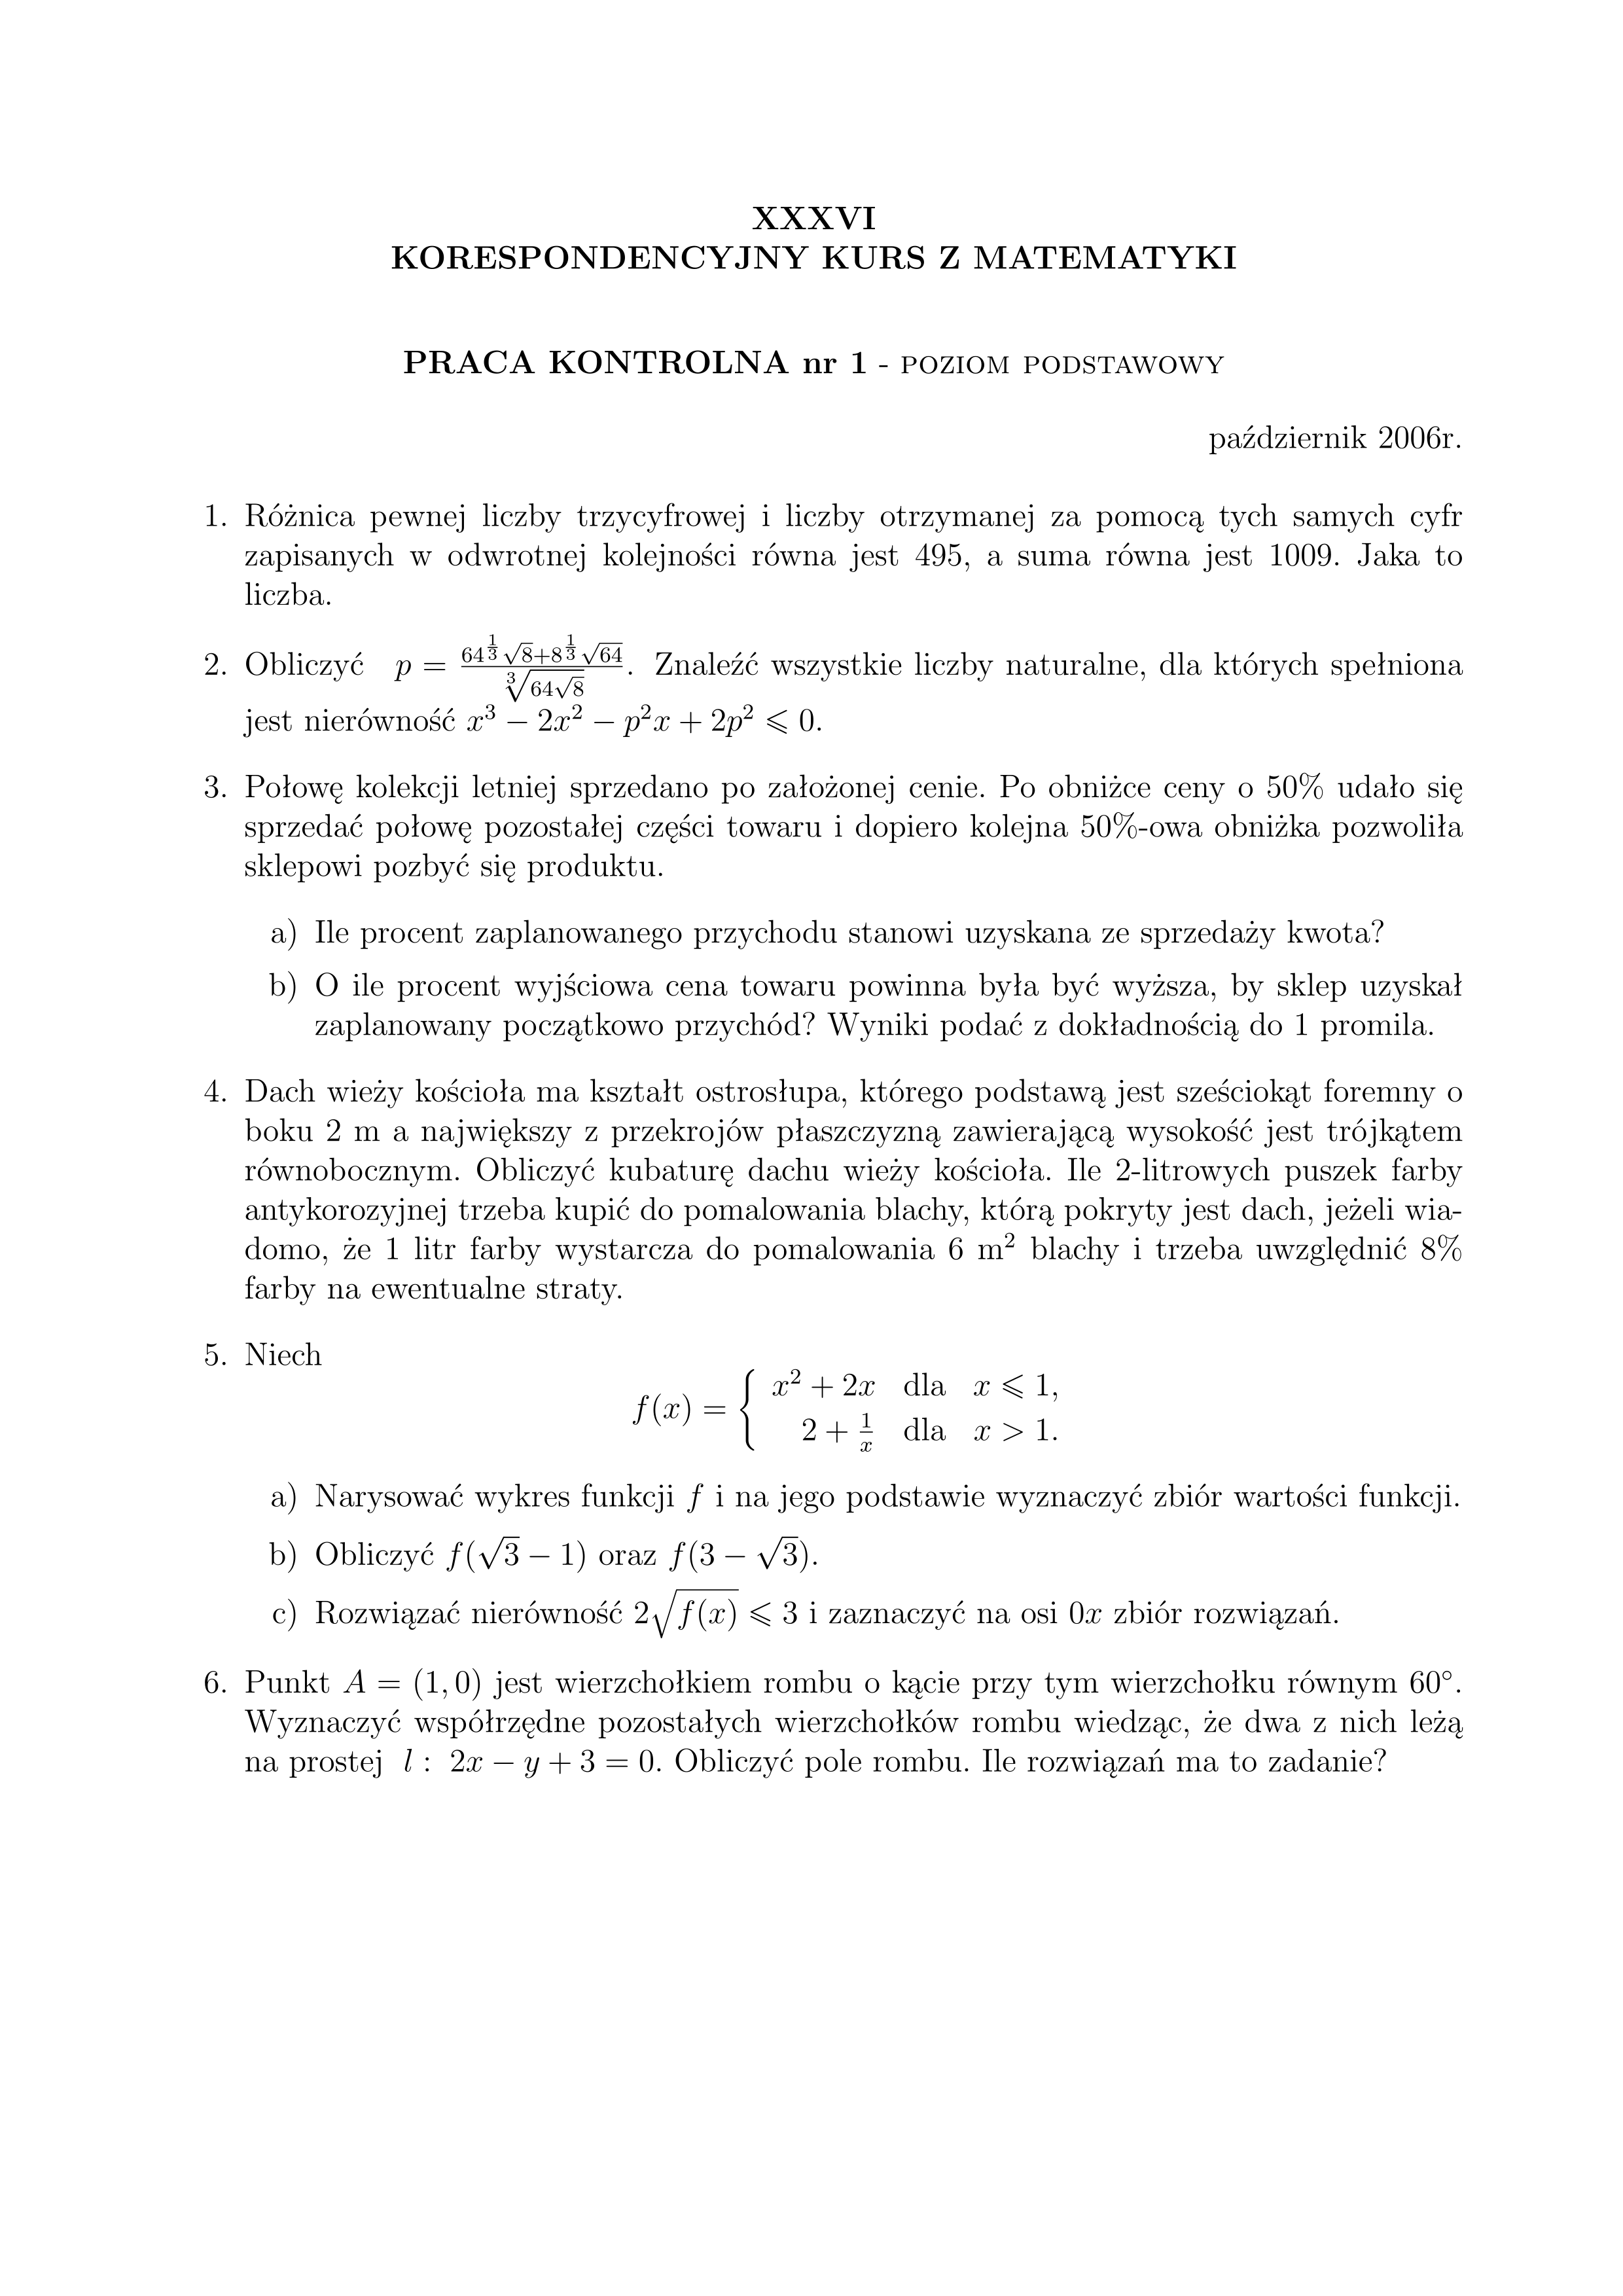 XXXVI
KORESPONDENCYJNY KURS Z MATEMATYKI
PRACA KONTROLNA nr 1 - POZIOM PODSTAWOWY
październik 2006r.
1. Różnica pewnej liczby trzycyfrowej i liczby otrzymanej za pomocą tych samych cyfr
zapisanych w odwrotnej kolejności równa jest 495, a suma równa jest 1009. Jaka to
liczba.
2. Obliczyć $p = \frac{64^{\frac{1}{3}}\sqrt{8}+8^{\frac{1}{3}}\sqrt{64}}{\sqrt[3]{64\sqrt{8}}}$. Znaleźć wszystkie liczby naturalne, dla których spełniona
jest nierówność $x^3 - 2x^2 - p^2x + 2p^2 \leqslant 0$.
3. Połowę kolekcji letniej sprzedano po założonej cenie. Po obniżce ceny o 50% udało się
sprzedać połowę pozostałej części towaru i dopiero kolejna 50%-owa obniżka pozwoliła
sklepowi pozbyć się produktu.
a) Ile procent zaplanowanego przychodu stanowi uzyskana ze sprzedaży kwota?
b) O ile procent wyjściowa cena towaru powinna była być wyższa, by sklep uzyskał
zaplanowany początkowo przychód? Wyniki podać z dokładnością do 1 promila.
4. Dach wieży kościoła ma kształt ostrosłupa, którego podstawą jest sześciokąt foremny o
boku 2 m a największy z przekrojów płaszczyzną zawierającą wysokość jest trójkątem
równobocznym. Obliczyć kubaturę dachu wieży kościoła. Ile 2-litrowych puszek farby
antykorozyjnej trzeba kupić do pomalowania blachy, którą pokryty jest dach, jeżeli wia-
domo, że 1 litr farby wystarcza do pomalowania 6 m² blachy i trzeba uwzględnić 8%
farby na ewentualne straty.
5. Niech
$f(x) = \begin{cases} x^2 + 2x & \text{dla } x \leqslant 1, \\ 2 + \frac{1}{x} & \text{dla } x > 1. \end{cases}$
a) Narysować wykres funkcji $f$ i na jego podstawie wyznaczyć zbiór wartości funkcji.
b) Obliczyć $f(\sqrt{3} - 1)$ oraz $f(3 - \sqrt{3})$.
c) Rozwiązać nierówność $2\sqrt{f(x)} \leqslant 3$ i zaznaczyć na osi $0x$ zbiór rozwiązań.
6. Punkt $A = (1, 0)$ jest wierzchołkiem rombu o kącie przy tym wierzchołku równym 60°.
Wyznaczyć współrzędne pozostałych wierzchołków rombu wiedząc, że dwa z nich leżą
na prostej $l : 2x - y + 3 = 0$. Obliczyć pole rombu. Ile rozwiązań ma to zadanie?